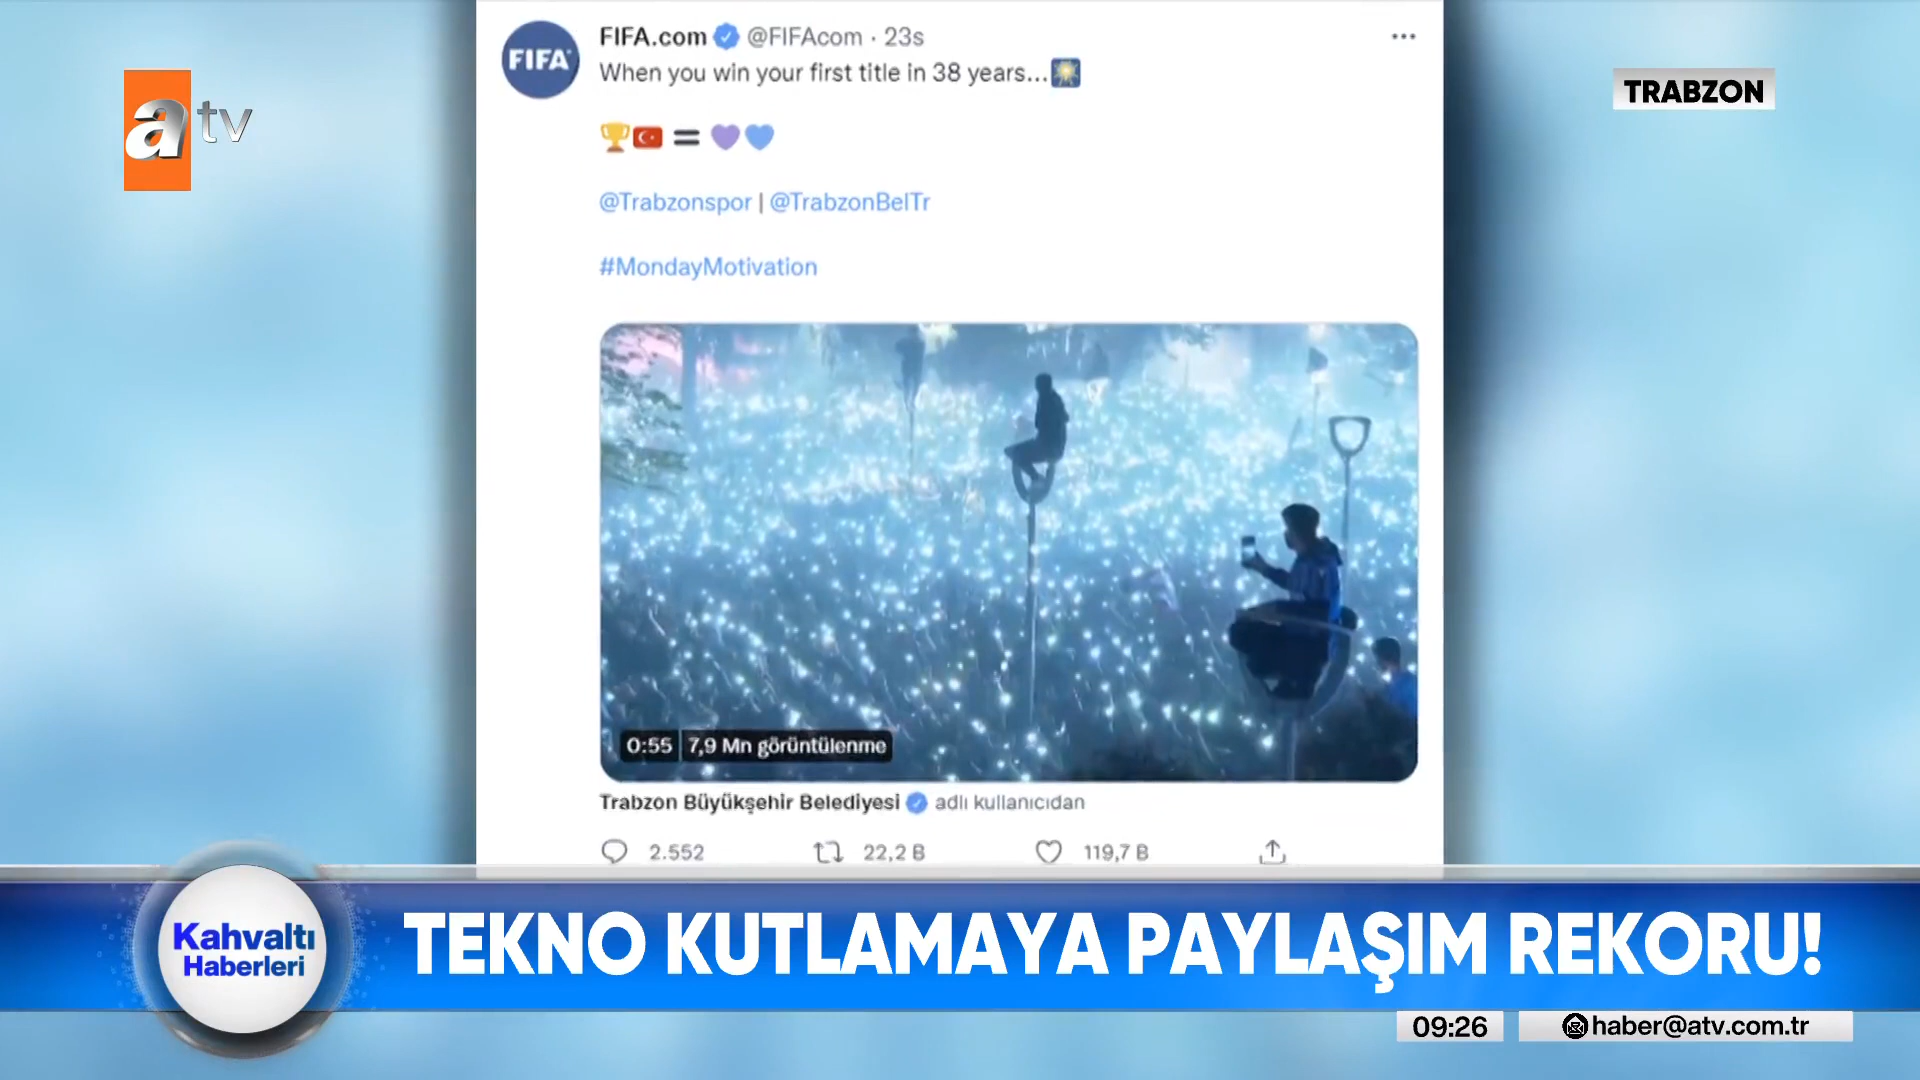 FIFA
FIFA.com @FIFAcom · 23s
When you win your first title in 38 years...
@Trabzonspor | @TrabzonBelTr
#MondayMotivation
0:55 7,9 Mn görüntülenme
Trabzon Büyükşehir Belediyesi adlı kullanıcıdan
2.552 22,2 B 119,7 B
atv
TRABZON
Kahvaltı
Haberleri
TEKNO KUTLAMAYA PAYLAŞIM REKORU!
09:26
haber@atv.com.tr